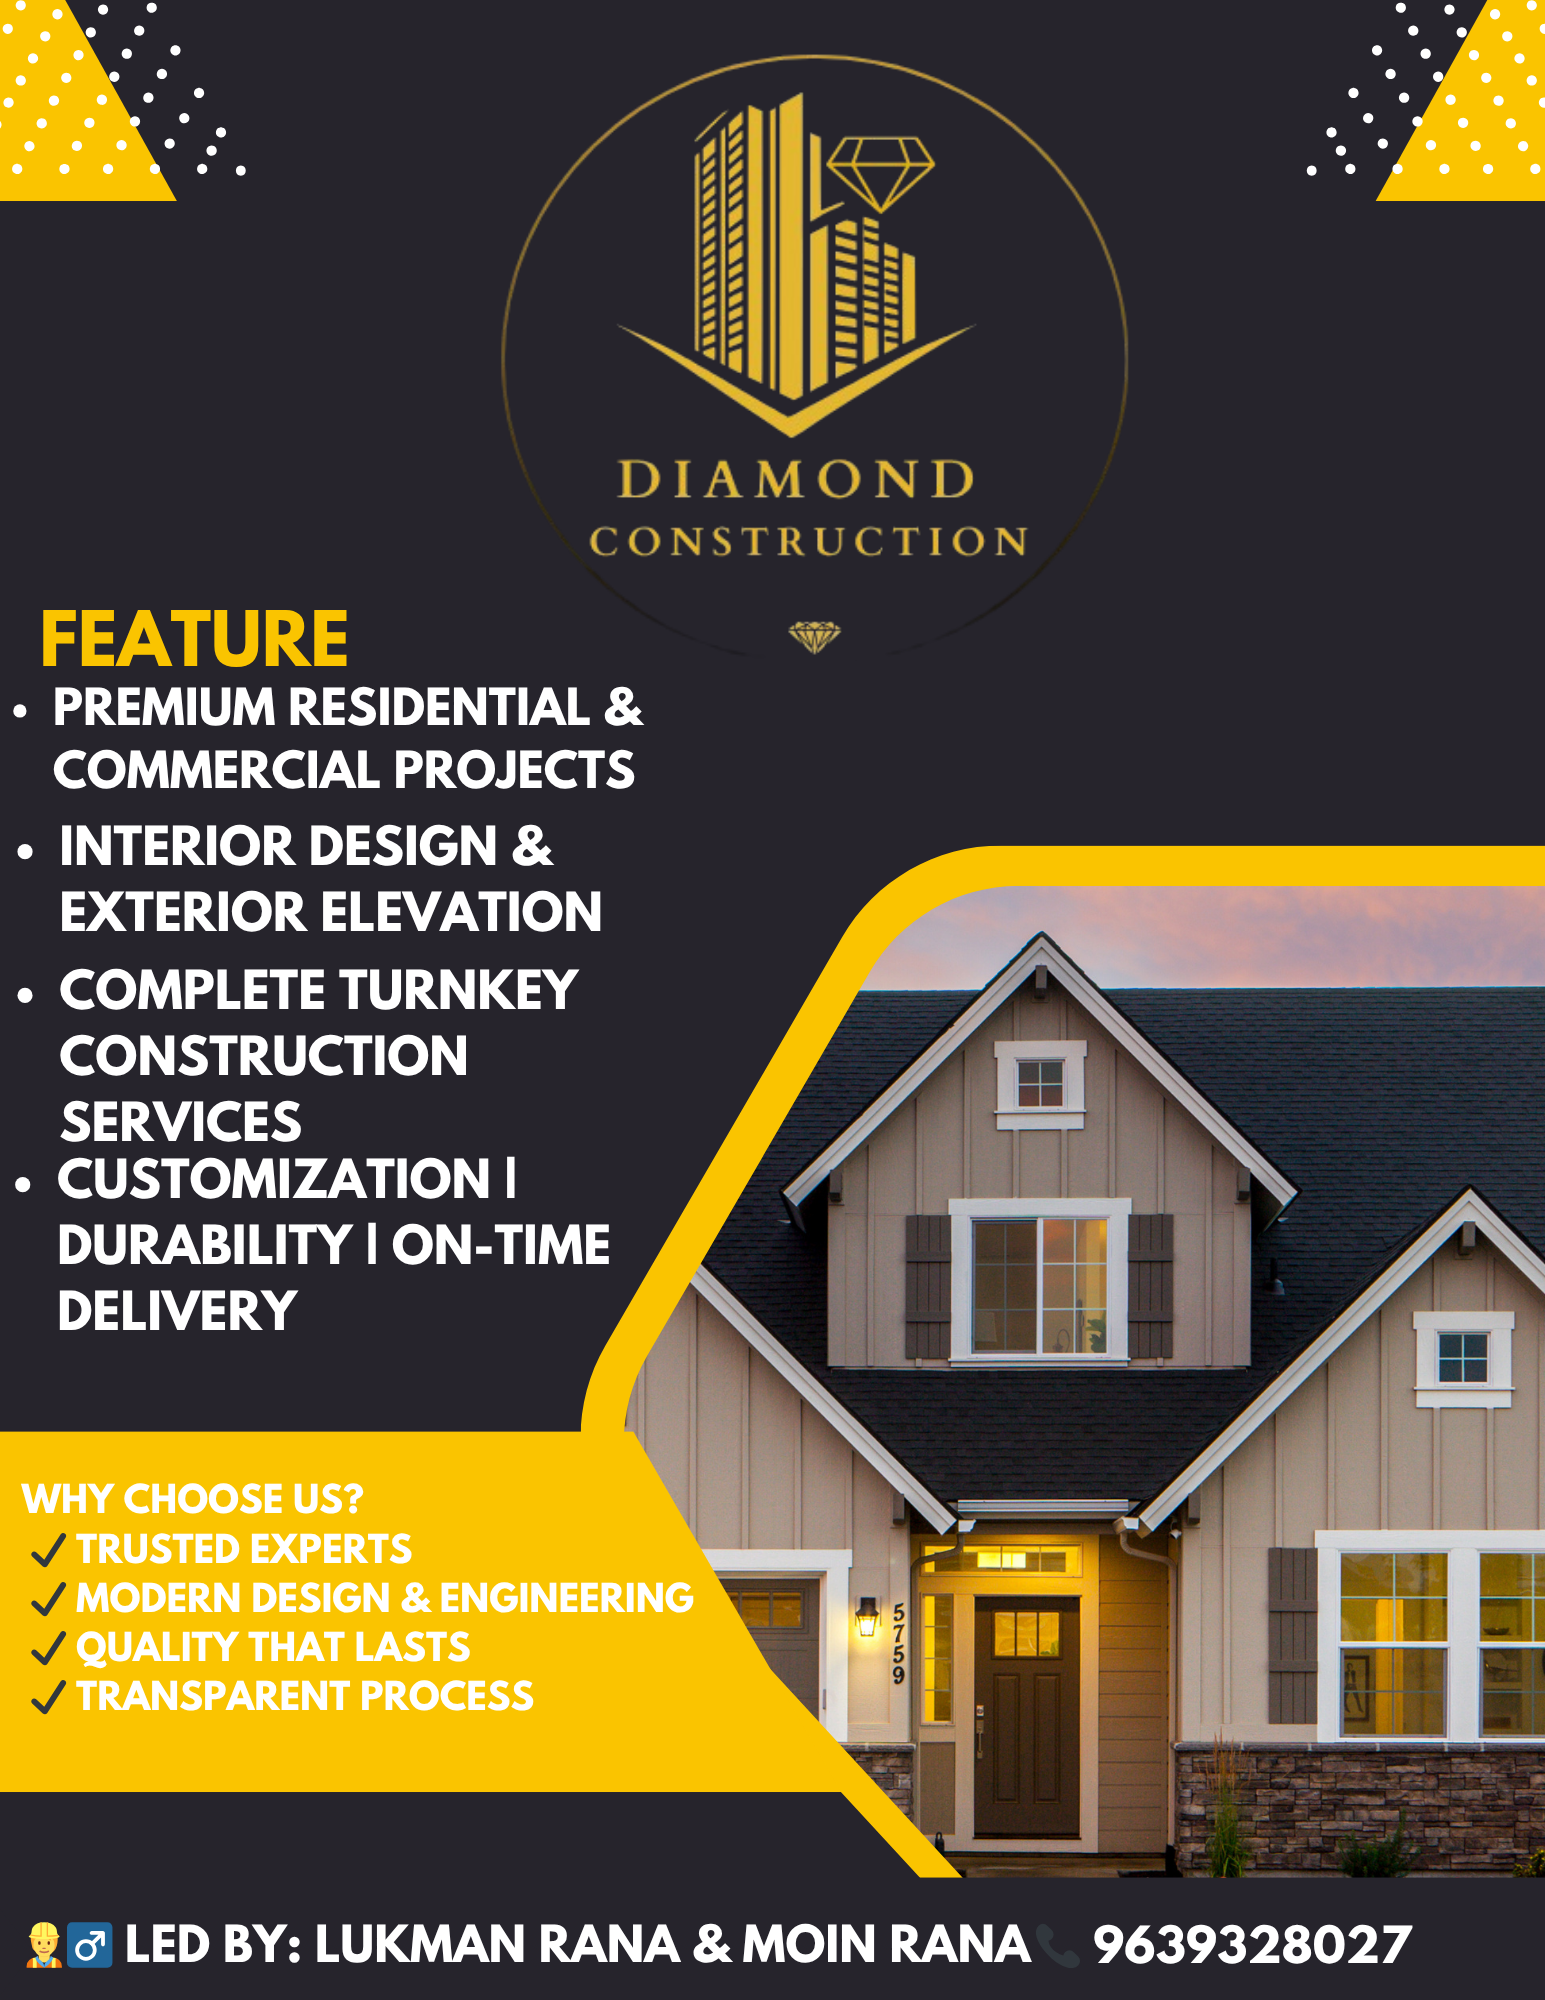 DIAMOND
CONSTRUCTION
FEATURE
• PREMIUM RESIDENTIAL &
COMMERCIAL PROJECTS
• INTERIOR DESIGN &
EXTERIOR ELEVATION
• COMPLETE TURNKEY
CONSTRUCTION
SERVICES
• CUSTOMIZATION |
DURABILITY | ON-TIME
DELIVERY
WHY CHOOSE US?
✓ TRUSTED EXPERTS
✓ MODERN DESIGN & ENGINEERING
✓ QUALITY THAT LASTS
✓ TRANSPARENT PROCESS
5759
👷♂️ LED BY: LUKMAN RANA & MOIN RANA 📞 9639328027